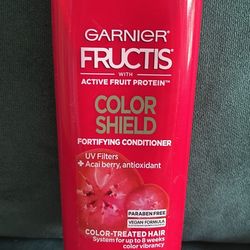 GARNIER
FRUCTIS
WITH
ACTIVE FRUIT PROTEIN™
COLOR
SHIELD
FORTIFYING CONDITIONER
UV Filters
+ Acai berry, antioxidant
PARABEN FREE
VEGAN FORMULA
COLOR-TREATED HAIR
System for up to 8 weeks
color vibrancy